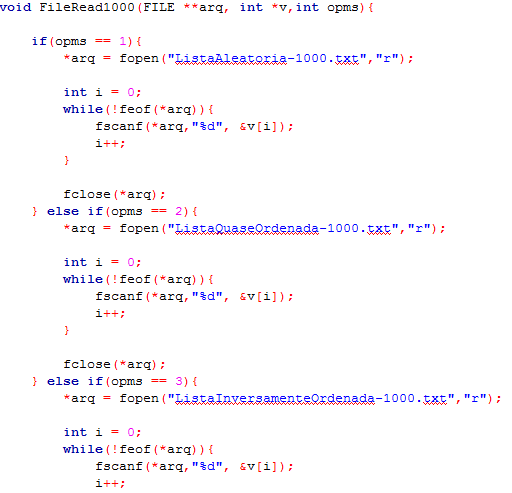 void FileRead1000(FILE **arq, int *v,int opms){
if(opms == 1){
*arq = fopen("ListaAleatoria-1000.txt","r");
int i = 0;
while(!feof(*arq)){
fscanf(*arq,"%d", &v[i]);
i++;
}
fclose(*arq);
} else if(opms == 2){
*arq = fopen("ListaQuaseOrdenada-1000.txt","r");
int i = 0;
while(!feof(*arq)){
fscanf(*arq,"%d", &v[i]);
i++;
}
fclose(*arq);
} else if(opms == 3){
*arq = fopen("ListaInversamenteOrdenada-1000.txt","r");
int i = 0;
while(!feof(*arq)){
fscanf(*arq,"%d", &v[i]);
i++;